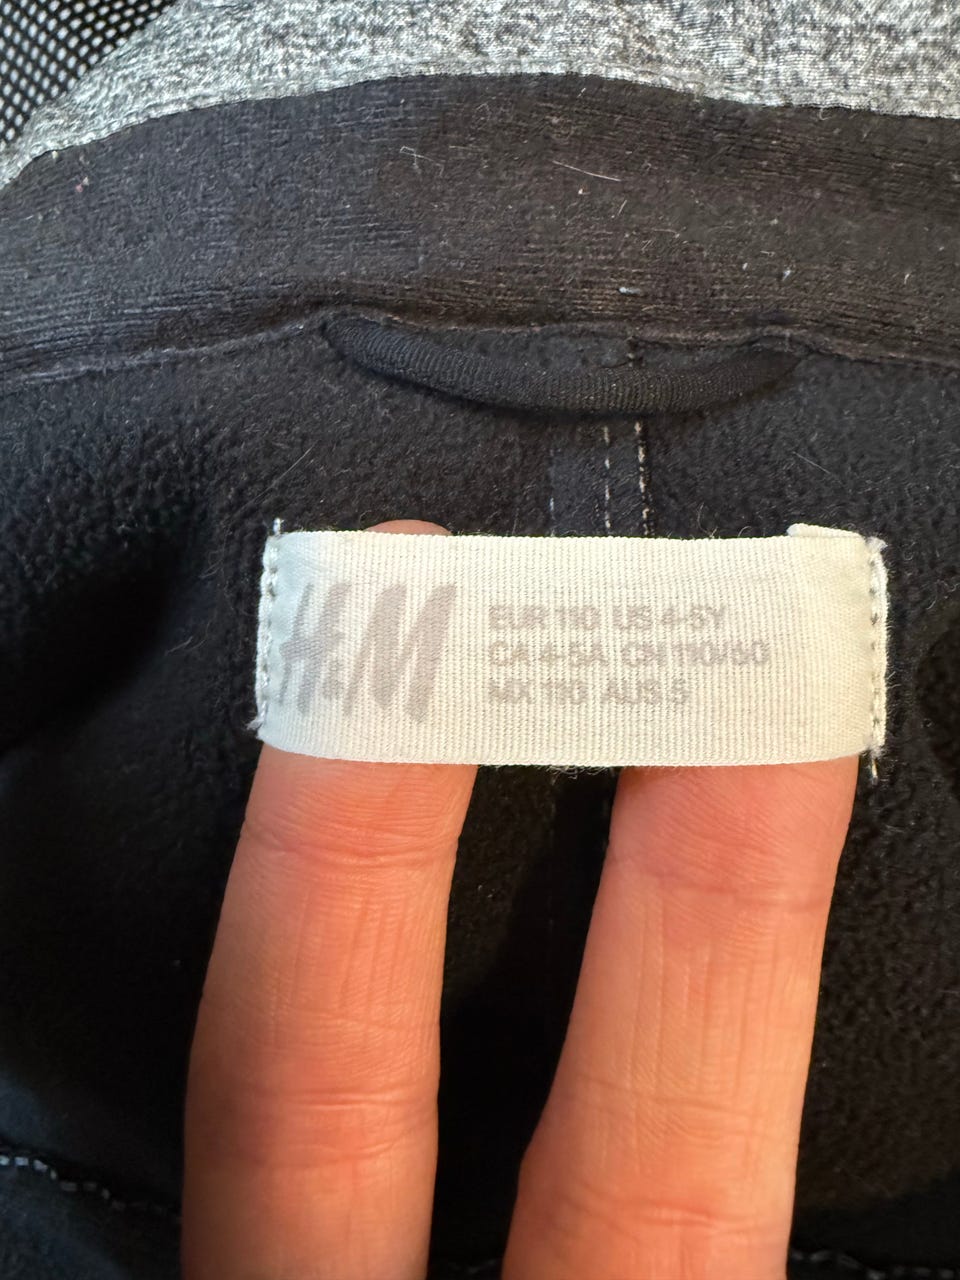 H&M
EUR 110 US 4-5Y
CA 4-5A CN 110/50
MX 110 AUS 5